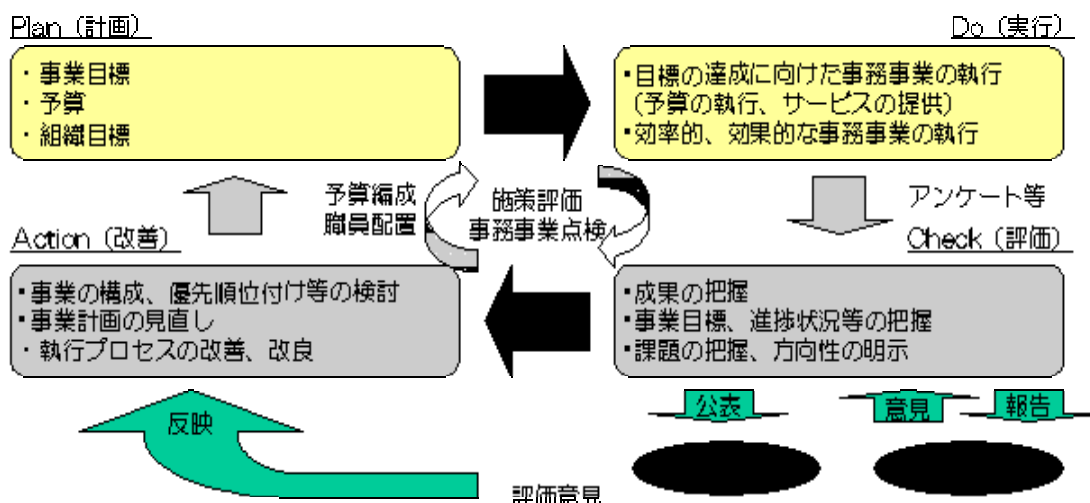 Plan（計画）
Do（実行）
・事業目標
・予算
・組織目標
・目標の達成に向けた事務事業の執行
（予算の執行、サービスの提供）
・効率的、効果的な事務事業の執行
予算編成
職員配置
施策評価
事務事業点検
アンケート等
Action（改善）
Check（評価）
・事業の構成、優先順位付け等の検討
・事業計画の見直し
・執行プロセスの改善、改良
・成果の把握
・事業目標、進捗状況等の把握
・課題の把握、方向性の明示
公表
意見
報告
反映
評価意見